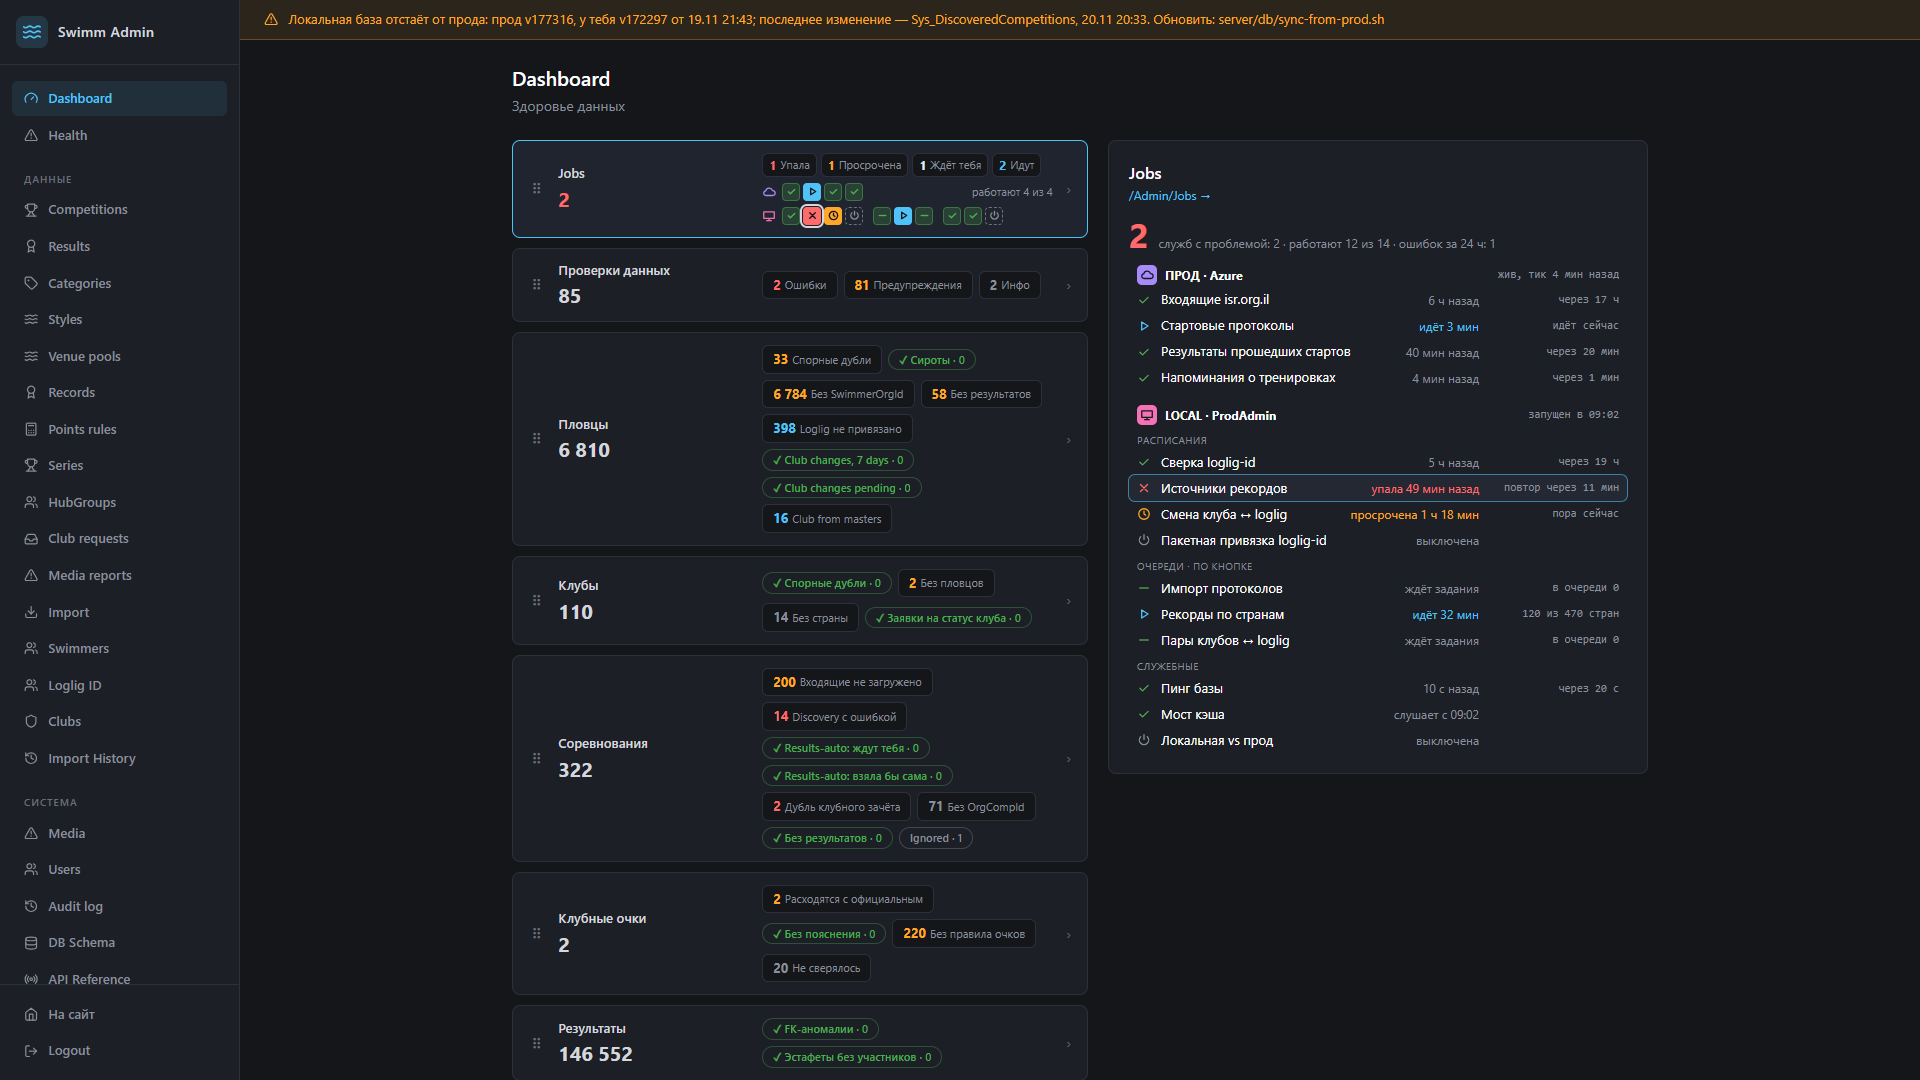 Swimm Admin
Локальная база отстаёт от прода: прод v177316, у тебя v172297 от 19.11 21:43; последнее изменение — Sys_DiscoveredCompetitions, 20.11 20:33. Обновить: server/db/sync-from-prod.sh
Dashboard
Health
ДАННЫЕ
Competitions
Results
Categories
Styles
Venue pools
Records
Points rules
Series
HubGroups
Club requests
Media reports
Import
Swimmers
Loglig ID
Clubs
Import History
СИСТЕМА
Media
Users
Audit log
DB Schema
API Reference
На сайт
Logout
Dashboard
Здоровье данных
Jobs
2
1 Упала
1 Просрочена
1 Ждёт тебя
2 Идут
работают 4 из 4
Проверки данных
85
2 Ошибки
81 Предупреждения
2 Инфо
Пловцы
6 810
33 Спорные дубли
✓ Сироты · 0
6 784 Без SwimmerOrgId
58 Без результатов
398 Loglig не привязано
✓ Club changes, 7 days · 0
✓ Club changes pending · 0
16 Club from masters
Клубы
110
✓ Спорные дубли · 0
2 Без пловцов
14 Без страны
✓ Заявки на статус клуба · 0
Соревнования
322
200 Входящие не загружено
14 Discovery с ошибкой
✓ Results-auto: ждут тебя · 0
✓ Results-auto: взяла бы сама · 0
2 Дубль клубного зачёта
71 Без OrgCompId
✓ Без результатов · 0
Ignored · 1
Клубные очки
2
2 Расходятся с официальным
✓ Без пояснения · 0
220 Без правила очков
20 Не сверялось
Результаты
146 552
✓ FK-аномалии · 0
✓ Эстафеты без участников · 0
Jobs
/Admin/Jobs →
2 служб с проблемой: 2 · работают 12 из 14 · ошибок за 24 ч: 1
ПРОД · Azure жив, тик 4 мин назад
Входящие isr.org.il 6 ч назад через 17 ч
Стартовые протоколы идёт 3 мин идёт сейчас
Результаты прошедших стартов 40 мин назад через 20 мин
Напоминания о тренировках 4 мин назад через 1 мин
LOCAL · ProdAdmin запущен в 09:02
РАСПИСАНИЯ
Сверка loglig-id 5 ч назад через 19 ч
Источники рекордов упала 49 мин назад повтор через 11 мин
Смена клуба ↔ loglig просрочена 1 ч 18 мин пора сейчас
Пакетная привязка loglig-id выключена
ОЧЕРЕДИ · ПО КНОПКЕ
Импорт протоколов ждёт задания в очереди 0
Рекорды по странам идёт 32 мин 120 из 470 стран
Пары клубов ↔ loglig ждёт задания в очереди 0
СЛУЖЕБНЫЕ
Пинг базы 10 с назад через 20 с
Мост кэша слушает с 09:02
Локальная vs прод выключена